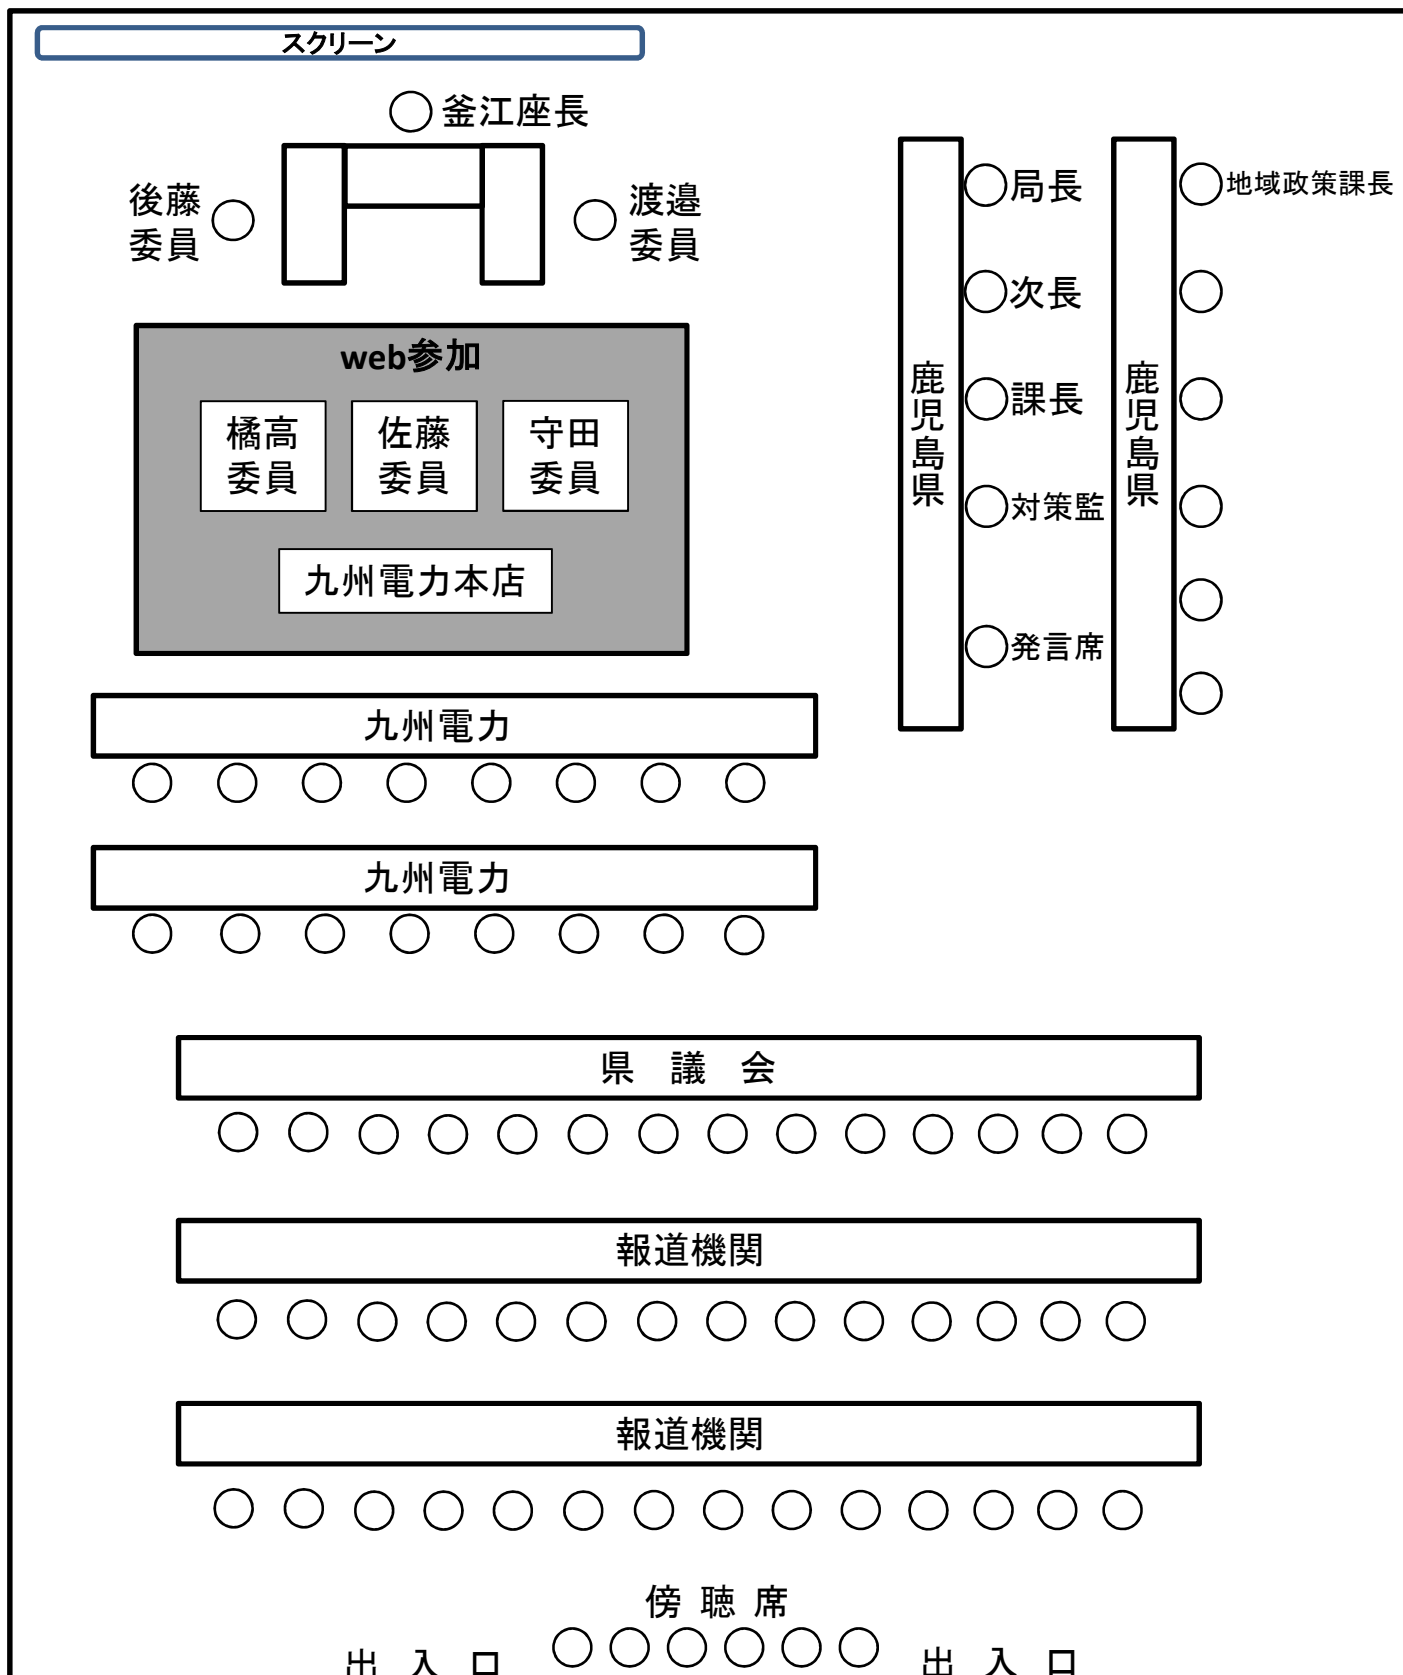 スクリーン
釜江座長
後藤
委員
渡邉
委員
web参加
橘高
委員
佐藤
委員
守田
委員
九州電力本店
鹿児島県
局長
次長
課長
対策監
発言席
鹿児島県
地域政策課長
九州電力
九州電力
県 議 会
報道機関
報道機関
傍 聴 席
出 入 口
出 入 口